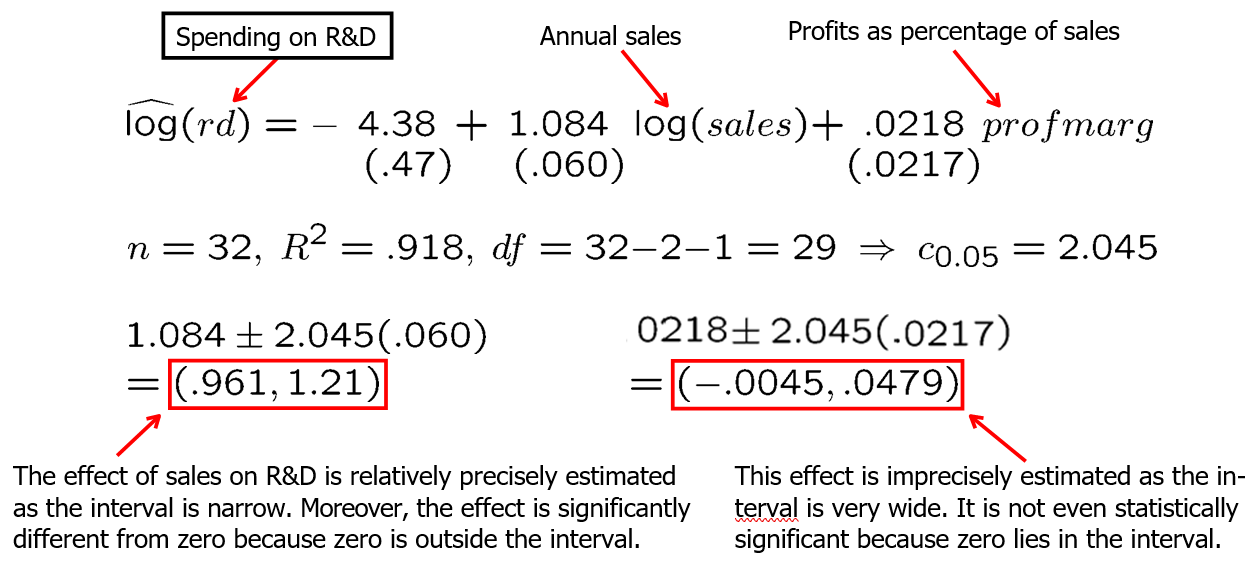 Spending on R&D
Annual sales
Profits as percentage of sales
\widehat{log}(rd) = − 4.38 + 1.084 log(sales)+ .0218 profmarg
(.47) (.060) (.0217)
n = 32, R² = .918, df = 32−2−1 = 29 ⇒ c₀.₀₅ = 2.045
1.084 ± 2.045(.060)
= (.961, 1.21)
0218± 2.045(.0217)
= (−.0045, .0479)
The effect of sales on R&D is relatively precisely estimated
as the interval is narrow. Moreover, the effect is significantly
different from zero because zero is outside the interval.
This effect is imprecisely estimated as the in-
terval is very wide. It is not even statistically
significant because zero lies in the interval.